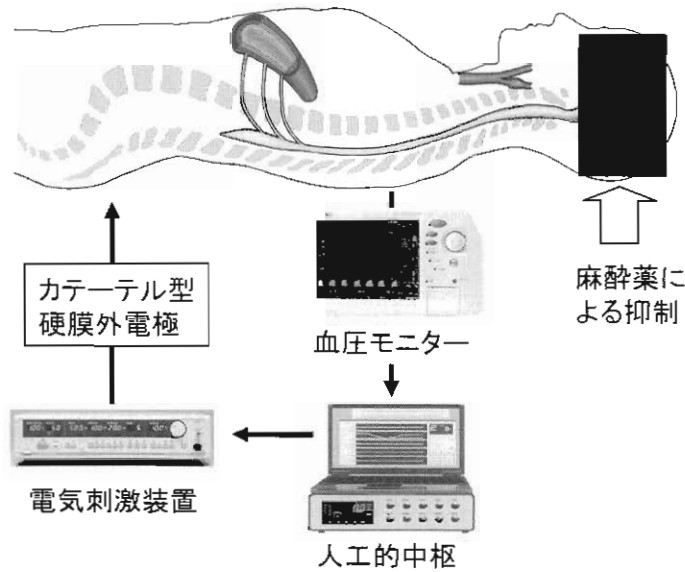 麻酔薬に
よる抑制
カテーテル型
硬膜外電極
血圧モニター
電気刺激装置
人工的中枢